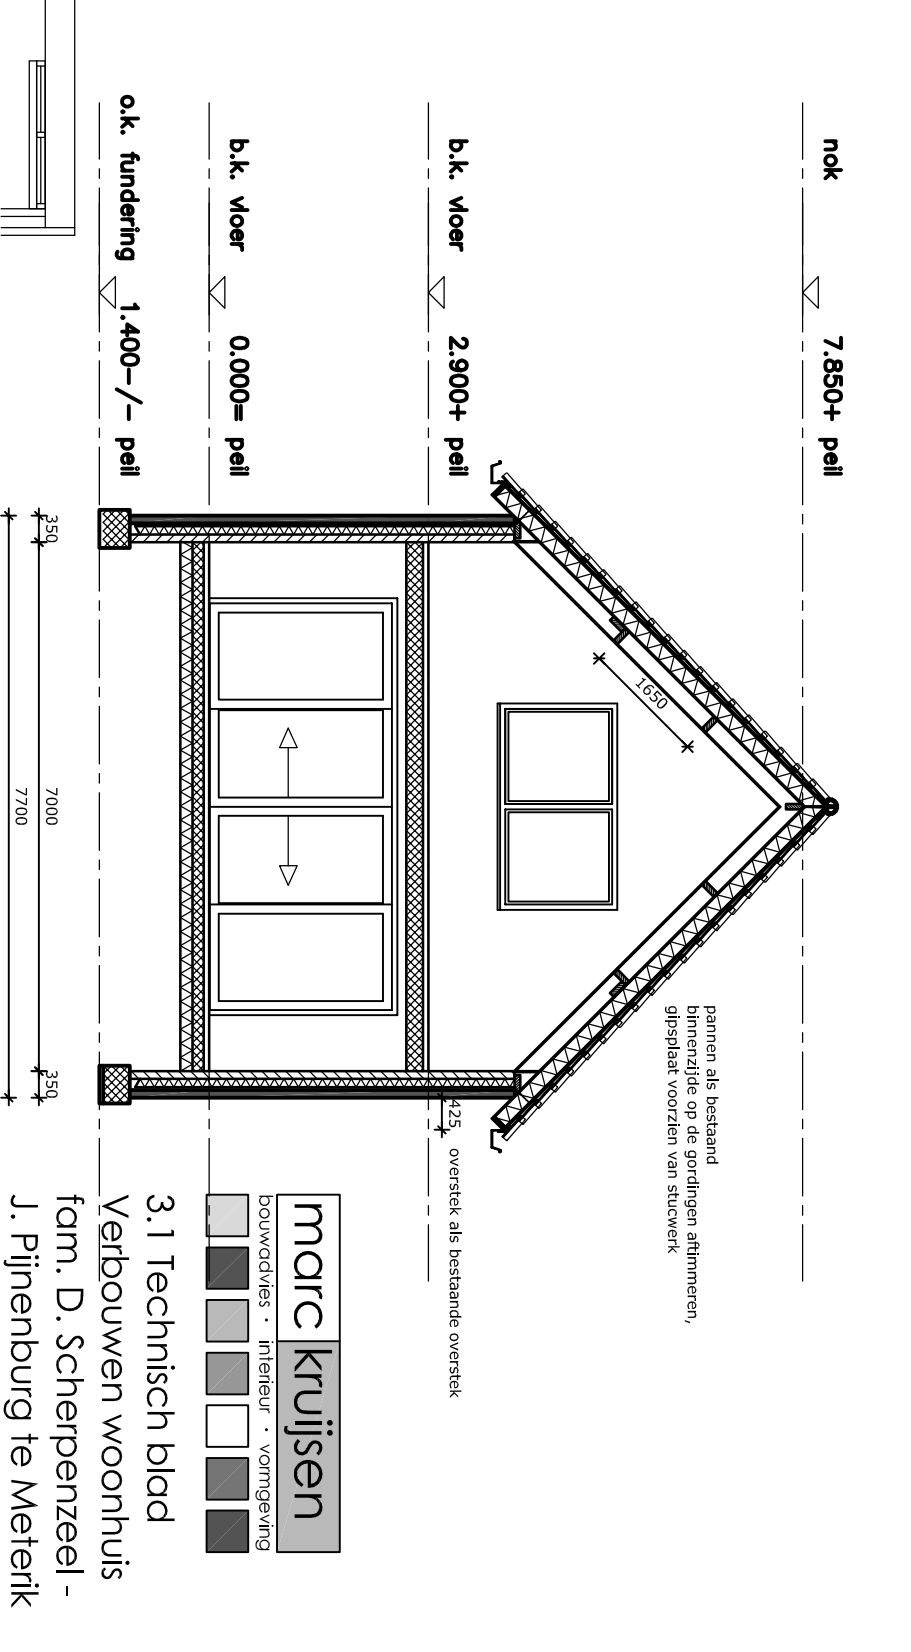 nok 7.850+ peil
b.k. vloer 2.900+ peil
b.k. vloer 0.000= peil
o.k. fundering 1.400-/- peil
1650
pannen als bestaand
binnenzijde op de gordingen aftimmeren,
gipsplaat voorzien van stucwerk
425
overstek als bestaande overstek
350
7000
350
7700
marc kruijsen
bouwadvies • interieur • vormgeving
3.1 Technisch blad
Verbouwen woonhuis
fam. D. Scherpenzeel -
J. Pijnenburg te Meterik